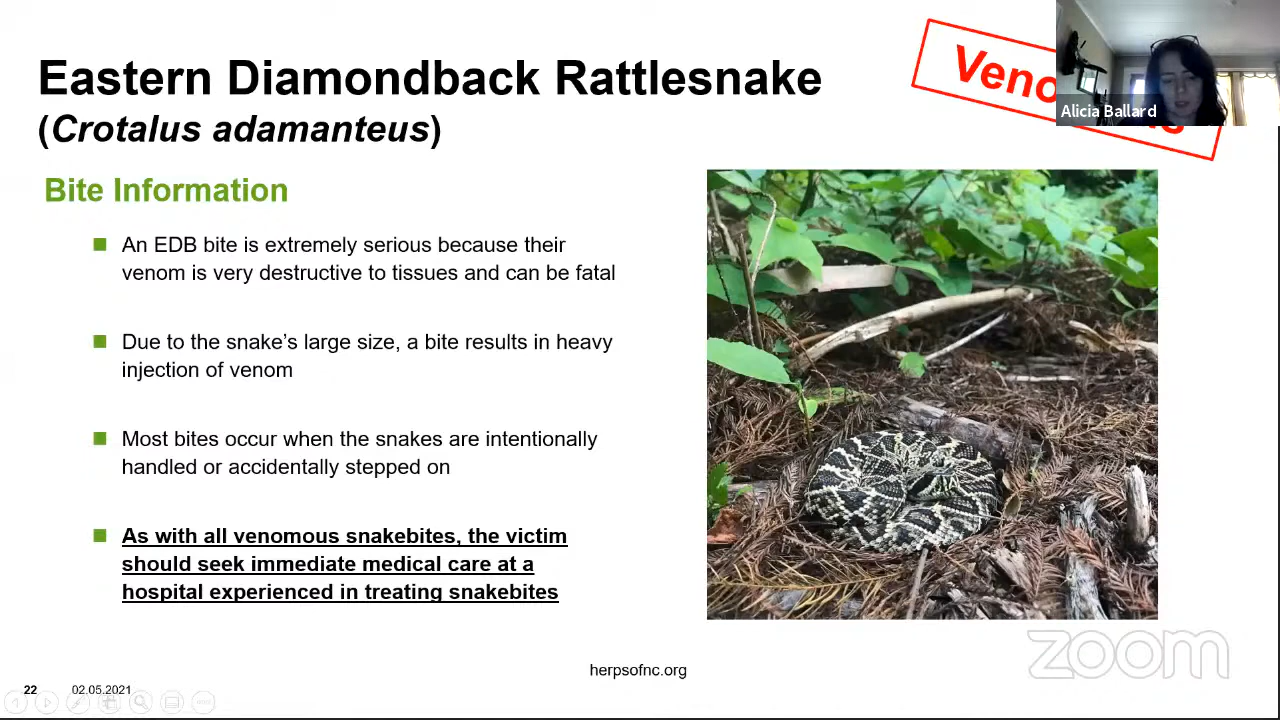 Eastern Diamondback Rattlesnake
(Crotalus adamanteus)
Alicia Ballard
Bite Information
An EDB bite is extremely serious because their
venom is very destructive to tissues and can be fatal
Due to the snake's large size, a bite results in heavy
injection of venom
Most bites occur when the snakes are intentionally
handled or accidentally stepped on
As with all venomous snakebites, the victim
should seek immediate medical care at a
hospital experienced in treating snakebites
zoom
herpsofnc.org
22 02.05.2021